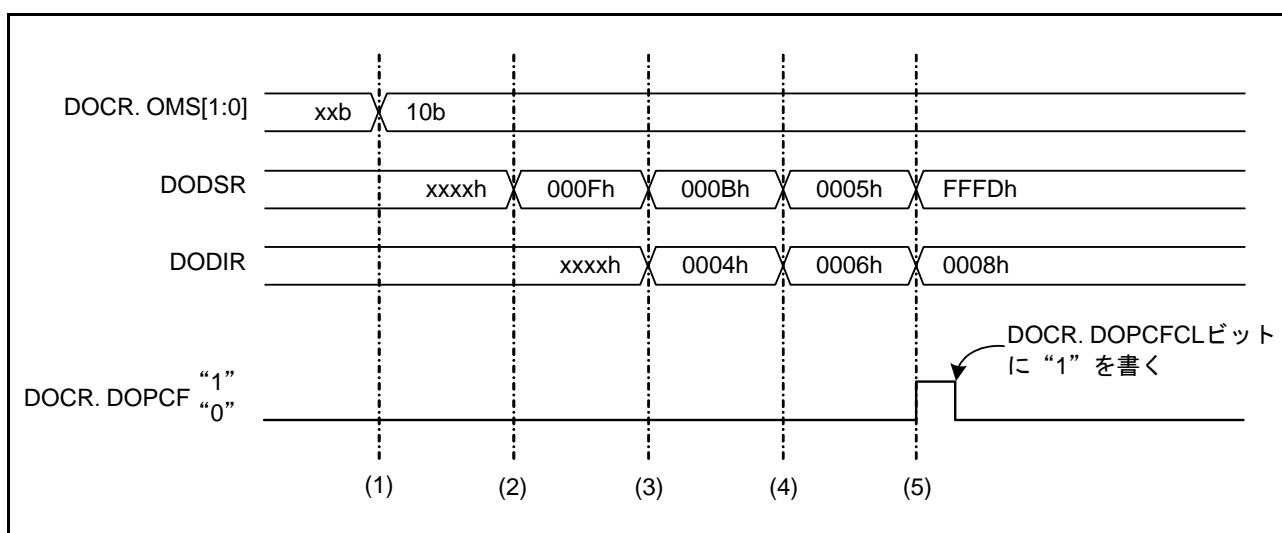 DOCR. OMS[1:0] xxb 10b
DODSR xxxxh 000Fh 000Bh 0005h FFFDh
DODIR xxxxh 0004h 0006h 0008h
DOCR. DOPCFCLビット
に“1”を書く
DOCR. DOPCF “1”
“0”
(1) (2) (3) (4) (5)